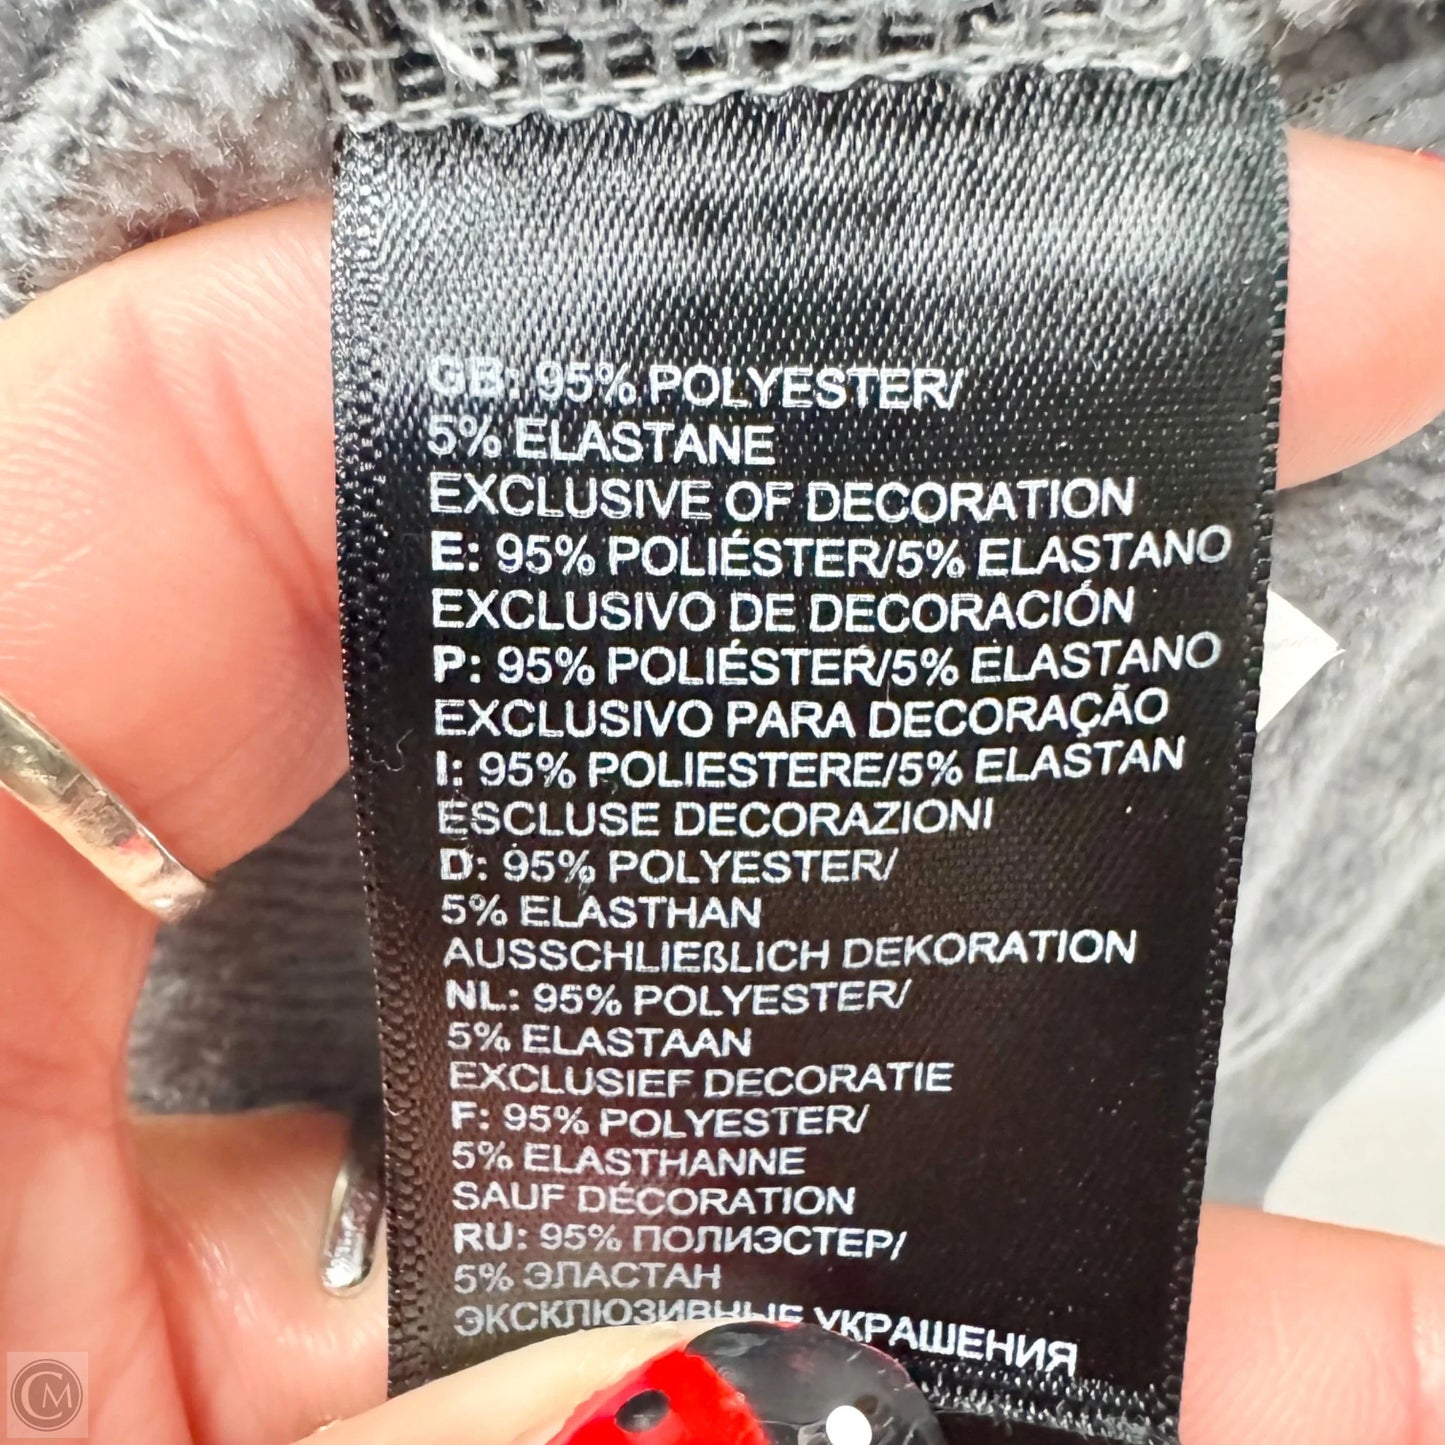 GB: 95% POLYESTER/
5% ELASTANE
EXCLUSIVE OF DECORATION
E: 95% POLIÉSTER/5% ELASTANO
EXCLUSIVO DE DECORACIÓN
P: 95% POLIÉSTER/5% ELASTANO
EXCLUSIVO PARA DECORAÇÃO
I: 95% POLIESTERE/5% ELASTAN
ESCLUSE DECORAZIONI
D: 95% POLYESTER/
5% ELASTHAN
AUSSCHLIEßLICH DEKORATION
NL: 95% POLYESTER/
5% ELASTAAN
EXCLUSIEF DECORATIE
F: 95% POLYESTER/
5% ELASTHANNE
SAUF DÉCORATION
RU: 95% ПОЛИЭСТЕР/
5% ЭЛАСТАН
ЭКСКЛЮЗИВНЫЕ УКРАШЕНИЯ
CM